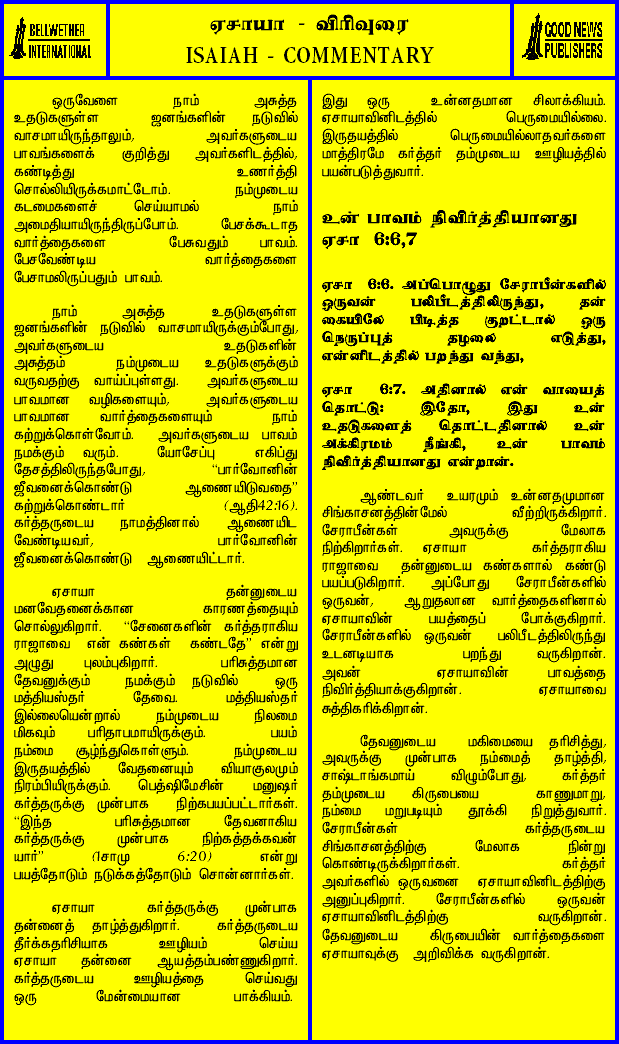 BELLWETHER
INTERNATIONAL
ஏசாயா - விரிவுரை
ISAIAH - COMMENTARY
GOOD NEWS
PUBLISHERS
ஒருவேளை நாம் அசுத்த
உதடுகளுள்ள ஜனங்களின் நடுவில்
வாசமாயிருந்தாலும், அவர்களுடைய
பாவங்களைக் குறித்து அவர்களிடத்தில்,
கண்டித்து உணர்த்தி
சொல்லியிருக்கமாட்டோம். நம்முடைய
கடமைகளைச் செய்யாமல் நாம்
அமைதியாயிருந்திருப்போம். பேசக்கூடாத
வார்த்தைகளை பேசுவதும் பாவம்.
பேசவேண்டிய வார்த்தைகளை
பேசாமலிருப்பதும் பாவம்.
நாம் அசுத்த உதடுகளுள்ள
ஜனங்களின் நடுவில் வாசமாயிருக்கும்போது,
அவர்களுடைய உதடுகளின்
அசுத்தம் நம்முடைய உதடுகளுக்கும்
வருவதற்கு வாய்ப்புள்ளது. அவர்களுடைய
பாவமான வழிகளையும், அவர்களுடைய
பாவமான வார்த்தைகளையும் நாம்
கற்றுக்கொள்வோம். அவர்களுடைய பாவம்
நமக்கும் வரும். யோசேப்பு எகிப்து
தேசத்திலிருந்தபோது, “பார்வோனின்
ஜீவனைக்கொண்டு ஆணையிடுவதை”
கற்றுக்கொண்டார் (ஆதி42:16).
கர்த்தருடைய நாமத்தினால் ஆணையிட
வேண்டியவர், பார்வோனின்
ஜீவனைக்கொண்டு ஆணையிட்டார்.
ஏசாயா தன்னுடைய
மனவேதனைக்கான காரணத்தையும்
சொல்லுகிறார். “சேனைகளின் கர்த்தராகிய
ராஜாவை என் கண்கள் கண்டதே” என்று
அழுது புலம்புகிறார். பரிசுத்தமான
தேவனுக்கும் நமக்கும் நடுவில் ஒரு
மத்தியஸ்தர் தேவை. மத்தியஸ்தர்
இல்லையென்றால் நம்முடைய நிலமை
மிகவும் பரிதாபமாயிருக்கும். பயம்
நம்மை சூழ்ந்துகொள்ளும். நம்முடைய
இருதயத்தில் வேதனையும் வியாகுலமும்
நிரம்பியிருக்கும். பெத்ஷிமேசின் மனுஷர்
கர்த்தருக்கு முன்பாக நிற்கபயப்பட்டார்கள்.
“இந்த பரிசுத்தமான தேவனாகிய
கர்த்தருக்கு முன்பாக நிற்கத்தக்கவன்
யார்” (1சாமு 6:20) என்று
பயத்தோடும் நடுக்கத்தோடும் சொன்னார்கள்.
ஏசாயா கர்த்தருக்கு முன்பாக
தன்னைத் தாழ்த்துகிறார். கர்த்தருடைய
தீர்க்கதரிசியாக ஊழியம் செய்ய
ஏசாயா தன்னை ஆயத்தம்பண்ணுகிறார்.
கர்த்தருடைய ஊழியத்தை செய்வது
ஒரு மேன்மையான பாக்கியம்.
இது ஒரு உன்னதமான சிலாக்கியம்.
ஏசாயாவினிடத்தில் பெருமையில்லை.
இருதயத்தில் பெருமையில்லாதவர்களை
மாத்திரமே கர்த்தர் தம்முடைய ஊழியத்தில்
பயன்படுத்துவார்.
உன் பாவம் நிவிர்த்தியானது
ஏசா 6:6,7
ஏசா 6:6. அப்பொழுது சேராபீன்களில்
ஒருவன் பலிபீடத்திலிருந்து, தன்
கையிலே பிடித்த குறட்டால் ஒரு
நெருப்புத் தழலை எடுத்து,
என்னிடத்தில் பறந்து வந்து,
ஏசா 6:7. அதினால் என் வாயைத்
தொட்டு: இதோ, இது உன்
உதடுகளைத் தொட்டதினால் உன்
அக்கிரமம் நீங்கி, உன் பாவம்
நிவிர்த்தியானது என்றான்.
ஆண்டவர் உயரமும் உன்னதமுமான
சிங்காசனத்தின்மேல் வீற்றிருக்கிறார்.
சேராபீன்கள் அவருக்கு மேலாக
நிற்கிறார்கள். ஏசாயா கர்த்தராகிய
ராஜாவை தன்னுடைய கண்களால் கண்டு
பயப்படுகிறார். அப்போது சேராபீன்களில்
ஒருவன், ஆறுதலான வார்த்தைகளினால்
ஏசாயாவின் பயத்தைப் போக்குகிறார்.
சேராபீன்களில் ஒருவன் பலிபீடத்திலிருந்து
உடனடியாக பறந்து வருகிறான்.
அவன் ஏசாயாவின் பாவத்தை
நிவிர்த்தியாக்குகிறான். ஏசாயாவை
சுத்திகரிக்கிறான்.
தேவனுடைய மகிமையை தரிசித்து,
அவருக்கு முன்பாக நம்மைத் தாழ்த்தி,
சாஷ்டாங்கமாய் விழும்போது, கர்த்தர்
தம்முடைய கிருபையை காணுமாறு,
நம்மை மறுபடியும் தூக்கி நிறுத்துவார்.
சேராபீன்கள் கர்த்தருடைய
சிங்காசனத்திற்கு மேலாக நின்று
கொண்டிருக்கிறார்கள். கர்த்தர்
அவர்களில் ஒருவனை ஏசாயாவினிடத்திற்கு
அனுப்புகிறார். சேராபீன்களில் ஒருவன்
ஏசாயாவினிடத்திற்கு வருகிறான்.
தேவனுடைய கிருபையின் வார்த்தைகளை
ஏசாயாவுக்கு அறிவிக்க வருகிறான்.